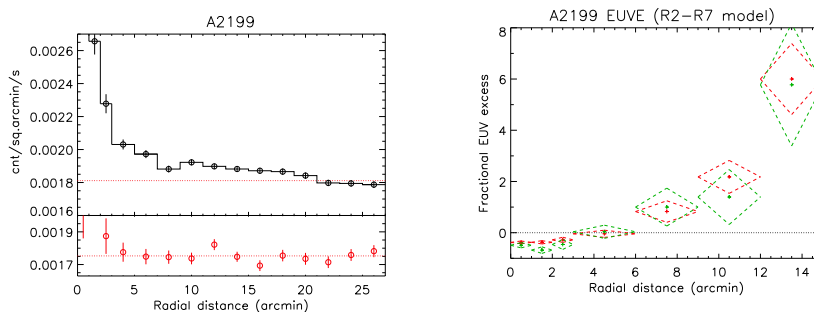 A2199
cnt/sq.arcmin/s
0.0026
0.0024
0.0022
0.0020
0.0018
0.0016
0.0019
0.0017
0 5 10 15 20 25
Radial distance (arcmin)
A2199 EUVE (R2−R7 model)
Fractional EUV excess
8
6
4
2
0
0 2 4 6 8 10 12 14
Radial distance (arcmin)